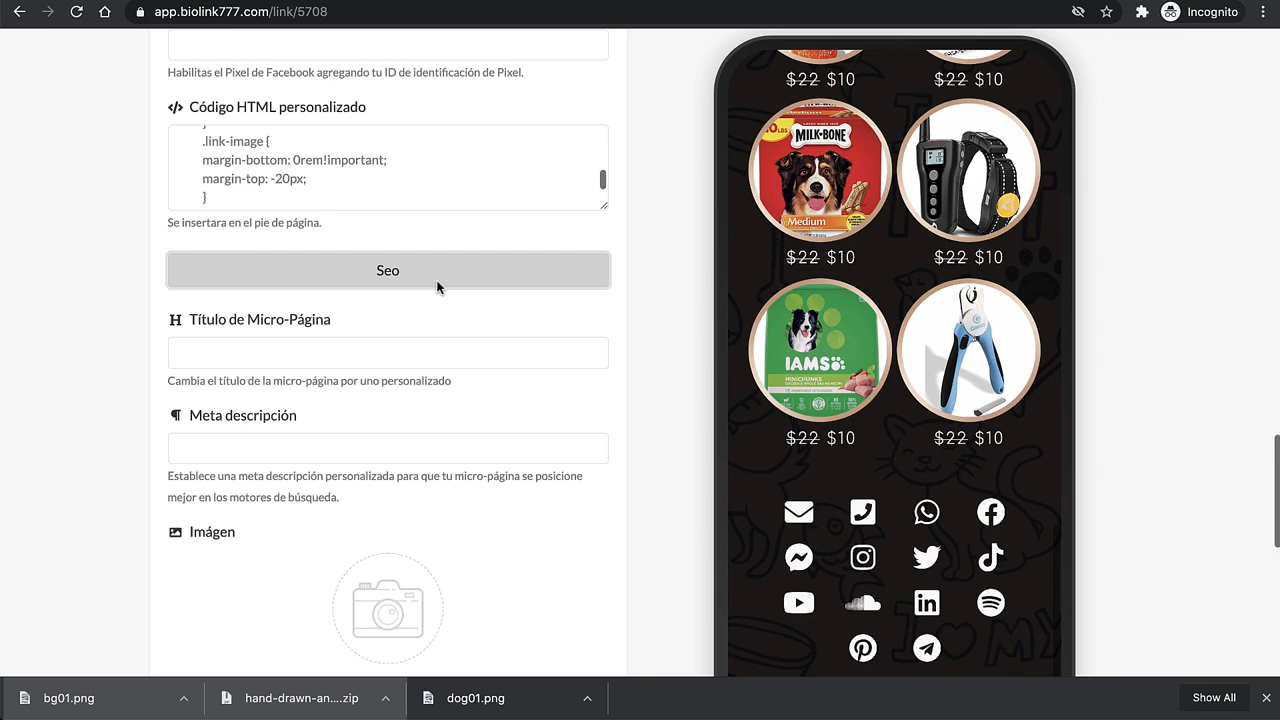 app.biolink777.com/link/5708
Incognito
Habilitas el Pixel de Facebook agregando tu ID de identificación de Pixel.
Código HTML personalizado
}
.link-image {
margin-bottom: 0rem!important;
margin-top: -20px;
}
Se insertara en el pie de página.
Seo
Título de Micro-Página
Cambia el título de la micro-página por uno personalizado
Meta descripción
Establece una meta descripción personalizada para que tu micro-página se posicione
mejor en los motores de búsqueda.
Imágen
$22 $10
$22 $10
MILK-BONE
Medium
$22 $10
$22 $10
IAMS
MINICHUNKS
$22 $10
$22 $10
I
MY
bg01.png
hand-drawn-an....zip
dog01.png
Show All